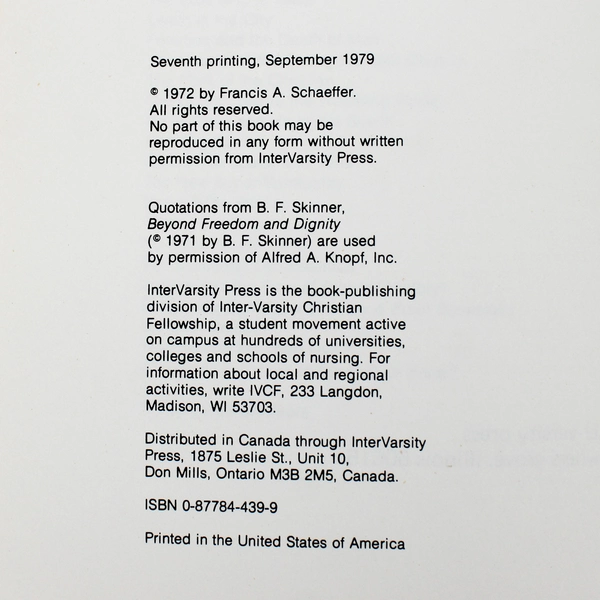 Seventh printing, September 1979
© 1972 by Francis A. Schaeffer.
All rights reserved.
No part of this book may be
reproduced in any form without written
permission from InterVarsity Press.
Quotations from B. F. Skinner,
Beyond Freedom and Dignity
(© 1971 by B. F. Skinner) are used
by permission of Alfred A. Knopf, Inc.
InterVarsity Press is the book-publishing
division of Inter-Varsity Christian
Fellowship, a student movement active
on campus at hundreds of universities,
colleges and schools of nursing. For
information about local and regional
activities, write IVCF, 233 Langdon,
Madison, WI 53703.
Distributed in Canada through InterVarsity
Press, 1875 Leslie St., Unit 10,
Don Mills, Ontario M3B 2M5, Canada.
ISBN 0-87784-439-9
Printed in the United States of America